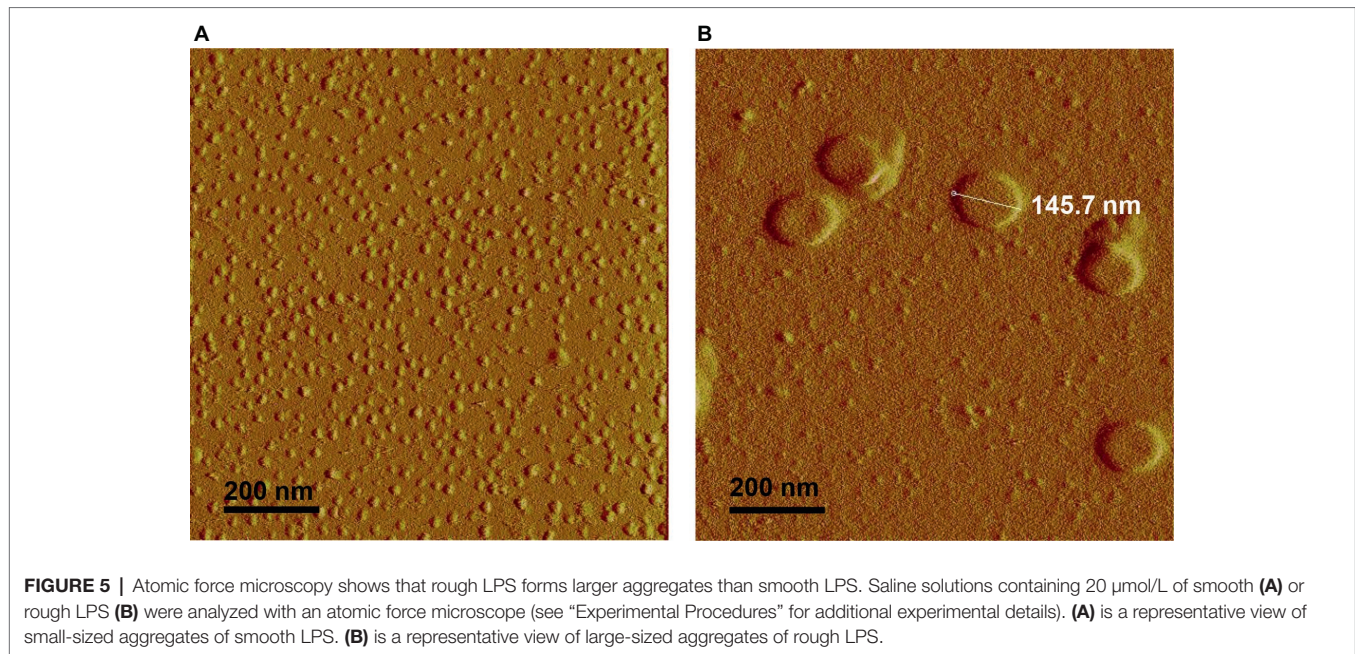 A
B
145.7 nm
200 nm
200 nm
FIGURE 5 | Atomic force microscopy shows that rough LPS forms larger aggregates than smooth LPS. Saline solutions containing 20 μmol/L of smooth (A) or
rough LPS (B) were analyzed with an atomic force microscope (see “Experimental Procedures” for additional experimental details). (A) is a representative view of
small-sized aggregates of smooth LPS. (B) is a representative view of large-sized aggregates of rough LPS.